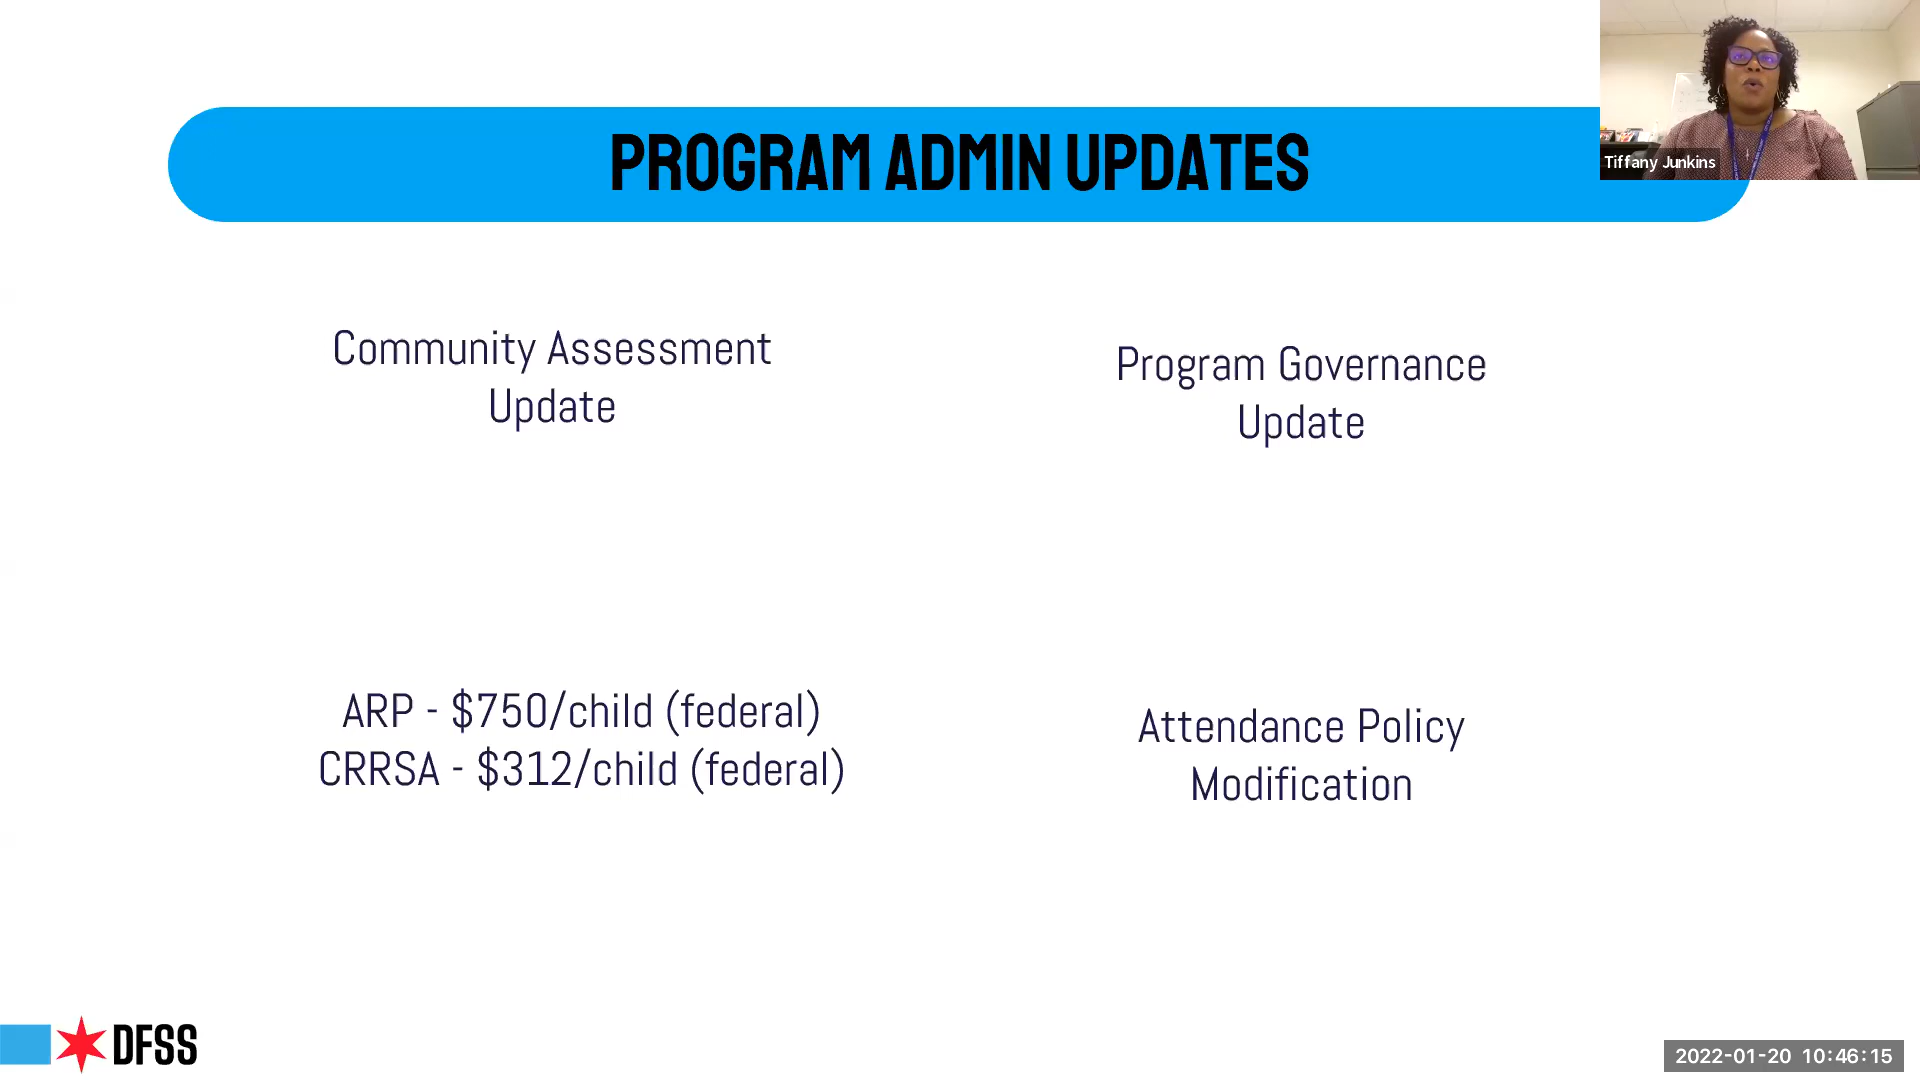 PROGRAM ADMIN UPDATES
Tiffany Junkins
Community Assessment
Update
Program Governance
Update
ARP - $750/child (federal)
CRRSA - $312/child (federal)
Attendance Policy
Modification
DFSS
2022-01-20 10:46:15